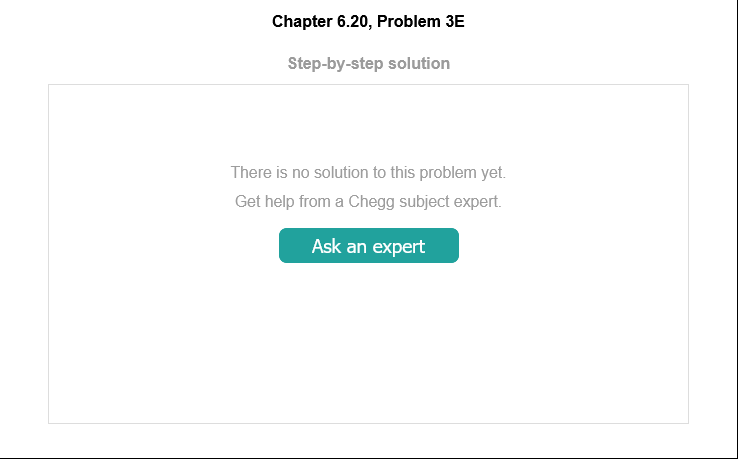 Chapter 6.20, Problem 3E
Step-by-step solution
There is no solution to this problem yet.
Get help from a Chegg subject expert.
Ask an expert